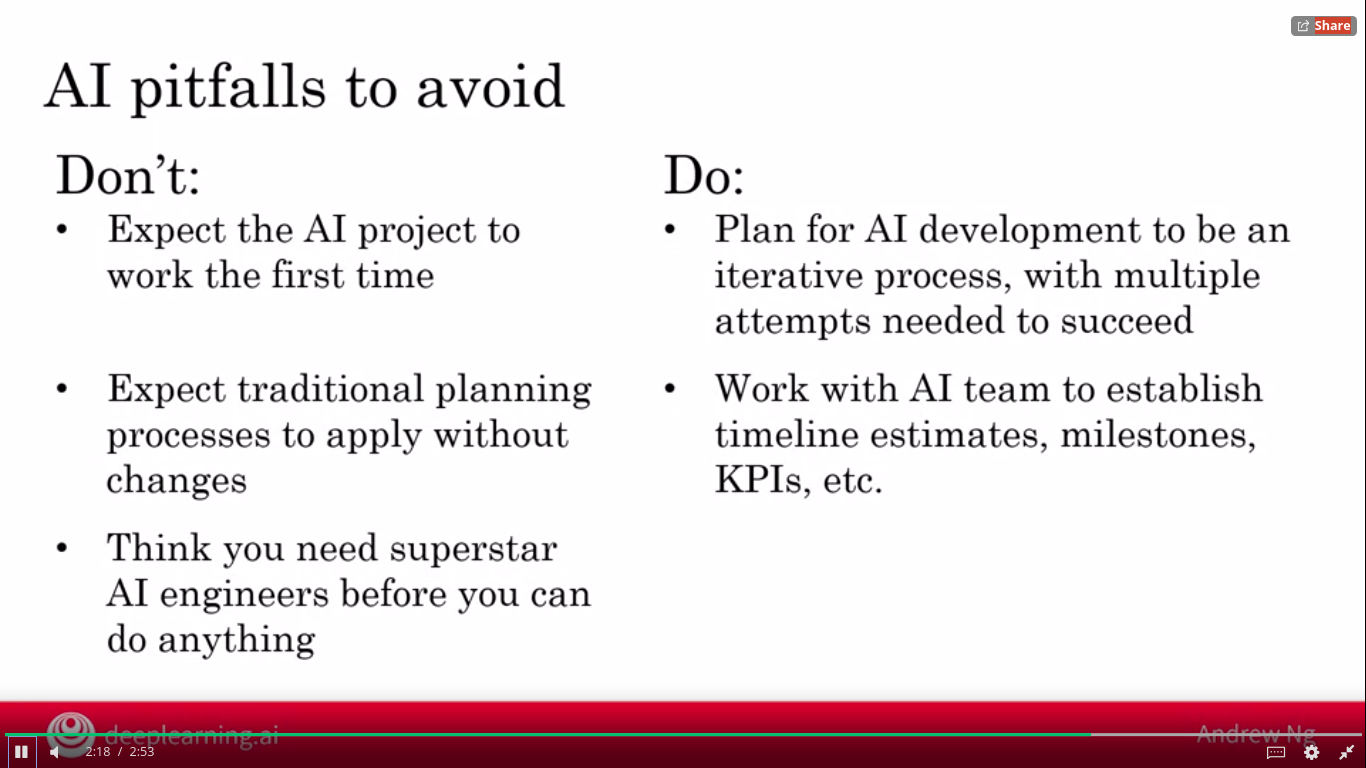 Share
AI pitfalls to avoid
Don't:
• Expect the AI project to
work the first time
• Expect traditional planning
processes to apply without
changes
• Think you need superstar
AI engineers before you can
do anything
Do:
• Plan for AI development to be an
iterative process, with multiple
attempts needed to succeed
• Work with AI team to establish
timeline estimates, milestones,
KPIs, etc.
deeplearning.ai
Andrew Ng
2:18 / 2:53